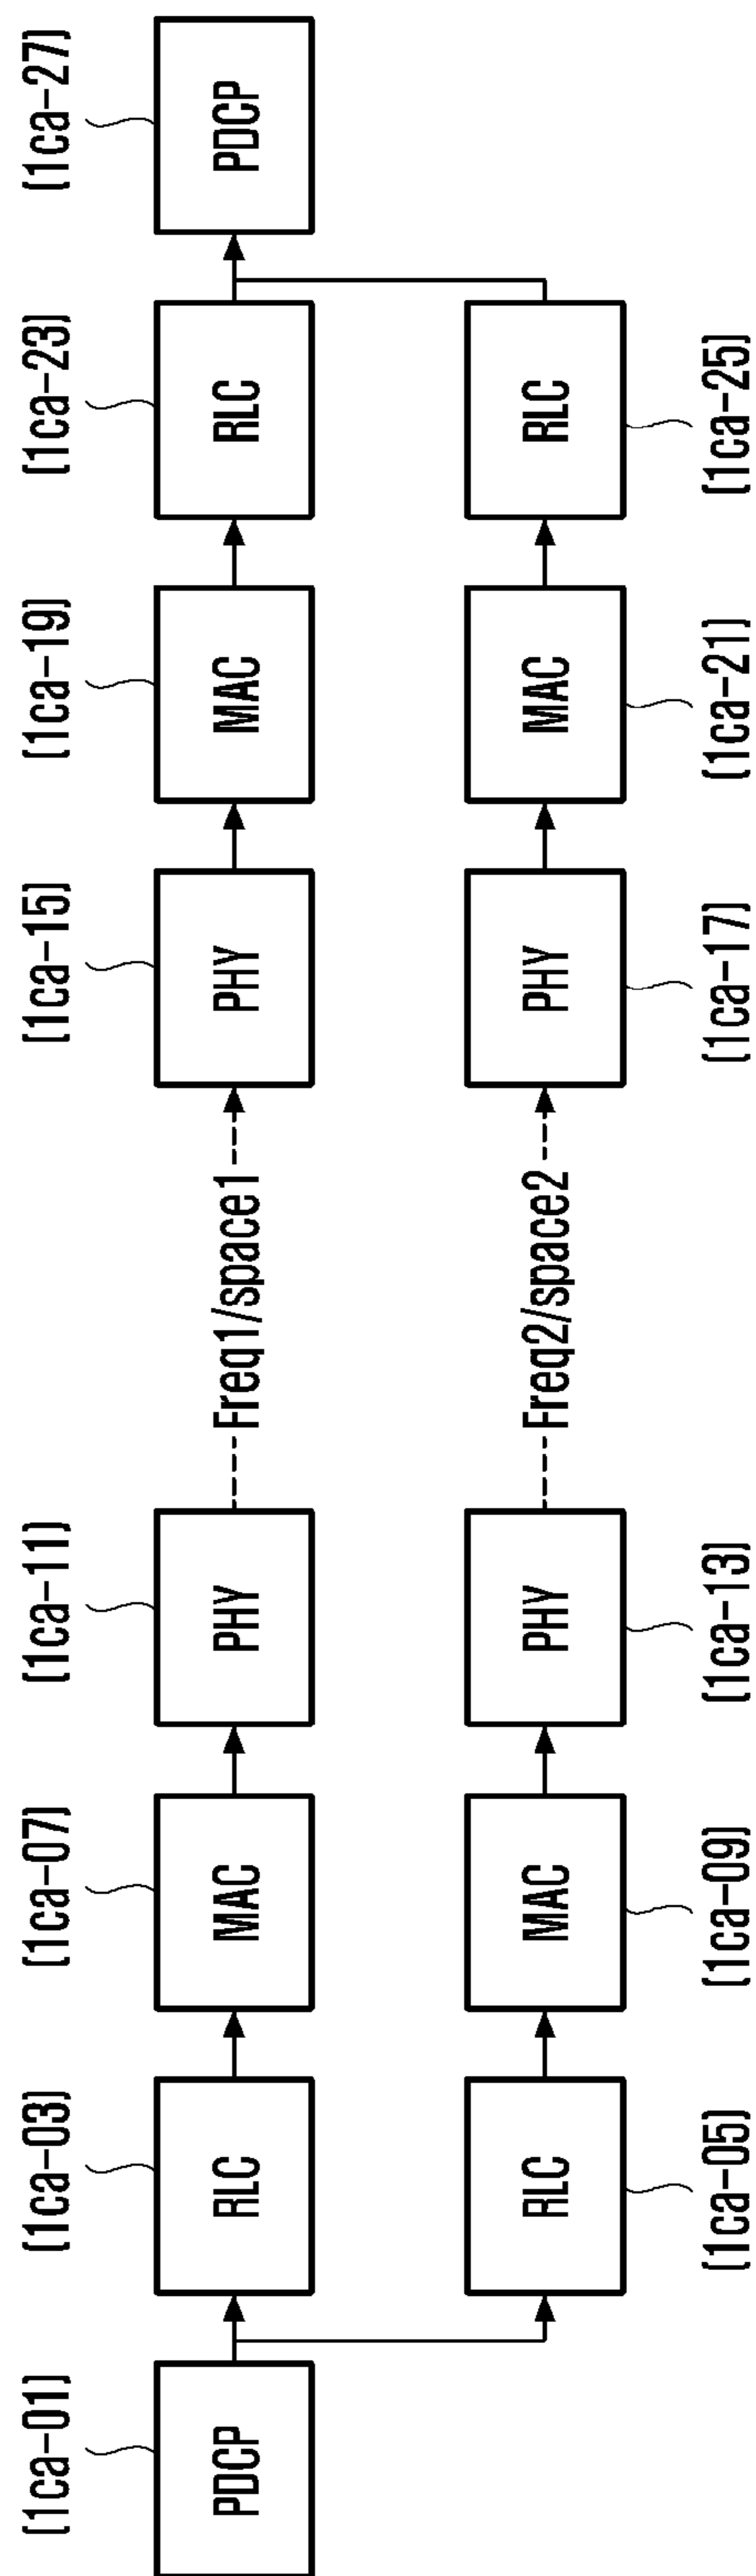 (1ca-01)
(1ca-03)
(1ca-07)
(1ca-11)
(1ca-15)
(1ca-19)
(1ca-23)
(1ca-27)
PDCP
RLC
MAC
PHY
Freq1/space1
PHY
MAC
RLC
PDCP
RLC
MAC
PHY
Freq2/space2
PHY
MAC
RLC
(1ca-05)
(1ca-09)
(1ca-13)
(1ca-17)
(1ca-21)
(1ca-25)